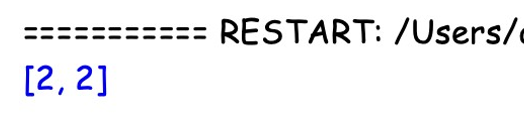 =========== RESTART: /Users/
[2, 2]